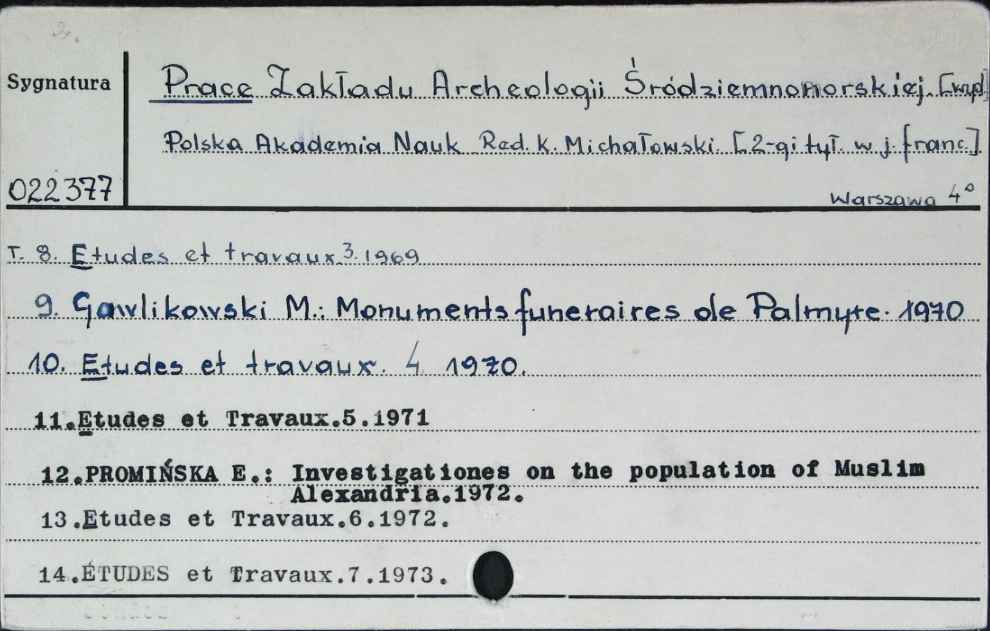 Sygnatura
Prace Zakładu Archeologii Śródziemnomorskiej.
Polska Akademia Nauk Red. K. Michałowski. [2-gi tyt. w j. franc.]
022377
Warszawa 4°
T. 8. Etudes et travaux 3. 1969
9. Gawlikowski M.: Monuments funeraires de Palmyre. 1970
10. Etudes et travaux. 4 1970.
11.Etudes et Travaux.5.1971
12.PROMIŃSKA E.: Investigationes on the population of Muslim
Alexandria.1972.
13.Etudes et Travaux.6.1972.
14.ÉTUDES et Travaux.7.1973.